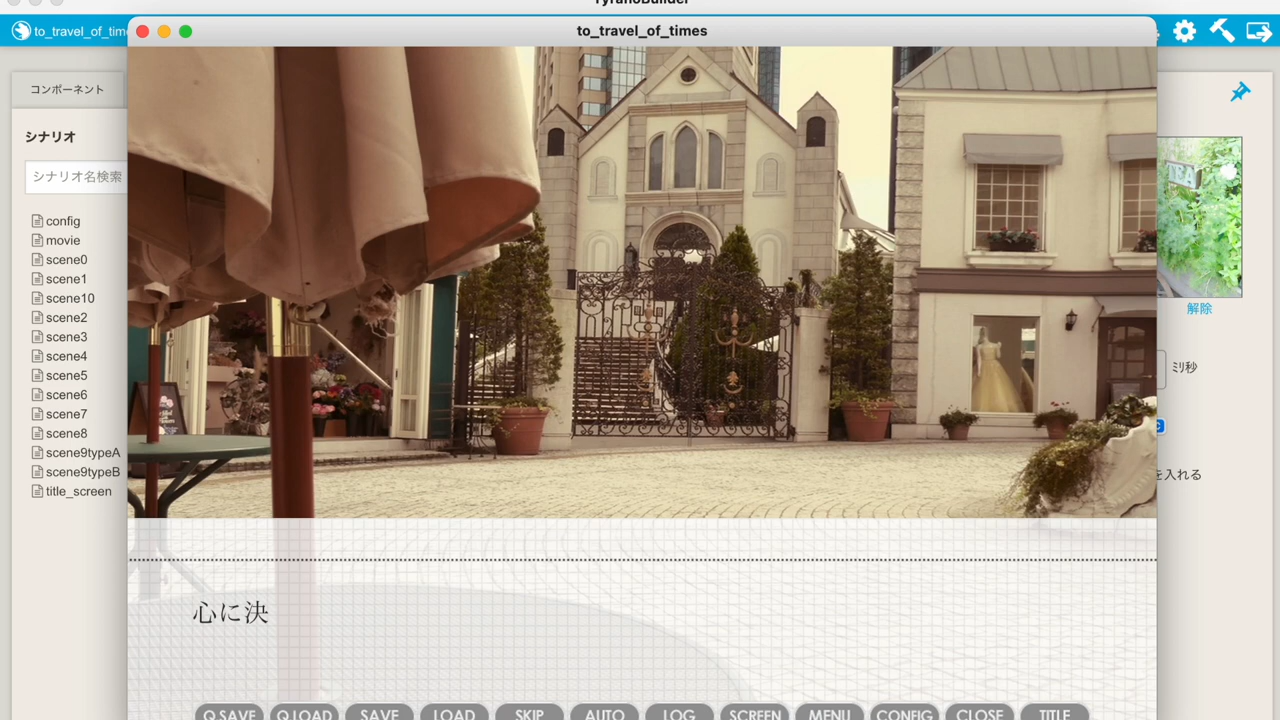 TyranoBuilder
to_travel_of_tim
to_travel_of_times
コンポーネント
シナリオ
シナリオ名検索
config
movie
scene0
scene1
scene10
scene2
scene3
scene4
scene5
scene6
scene7
scene8
scene9typeA
scene9typeB
title_screen
TEA
解除
ミリ秒
を入れる
心に決
Q.SAVE
Q.LOAD
SAVE
LOAD
SKIP
AUTO
LOG
SCREEN
MENU
CONFIG
CLOSE
TITLE